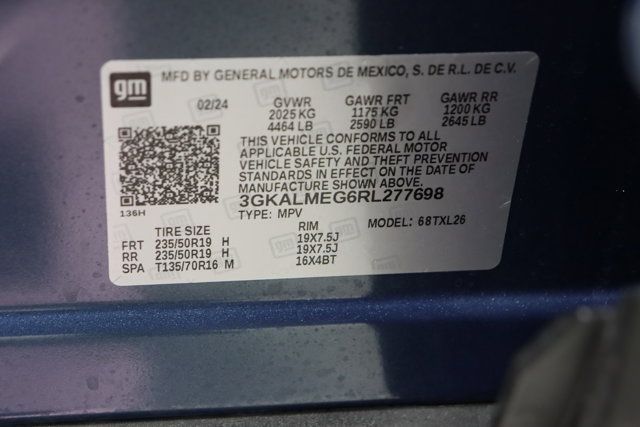 gm MFD BY GENERAL MOTORS DE MEXICO, S. DE R.L. DE C.V.
02/24 GVWR GAWR FRT GAWR RR
2025 KG 1175 KG 1200 KG
4464 LB 2590 LB 2645 LB
THIS VEHICLE CONFORMS TO ALL
APPLICABLE U.S. FEDERAL MOTOR
VEHICLE SAFETY AND THEFT PREVENTION
STANDARDS IN EFFECT ON THE DATE OF
MANUFACTURE SHOWN ABOVE.
3GKALMEG6RL277698
136H TYPE: MPV MODEL: 68TXL26
TIRE SIZE RIM
FRT 235/50R19 H 19X7.5J
RR 235/50R19 H 19X7.5J
SPA T135/70R16 M 16X4BT